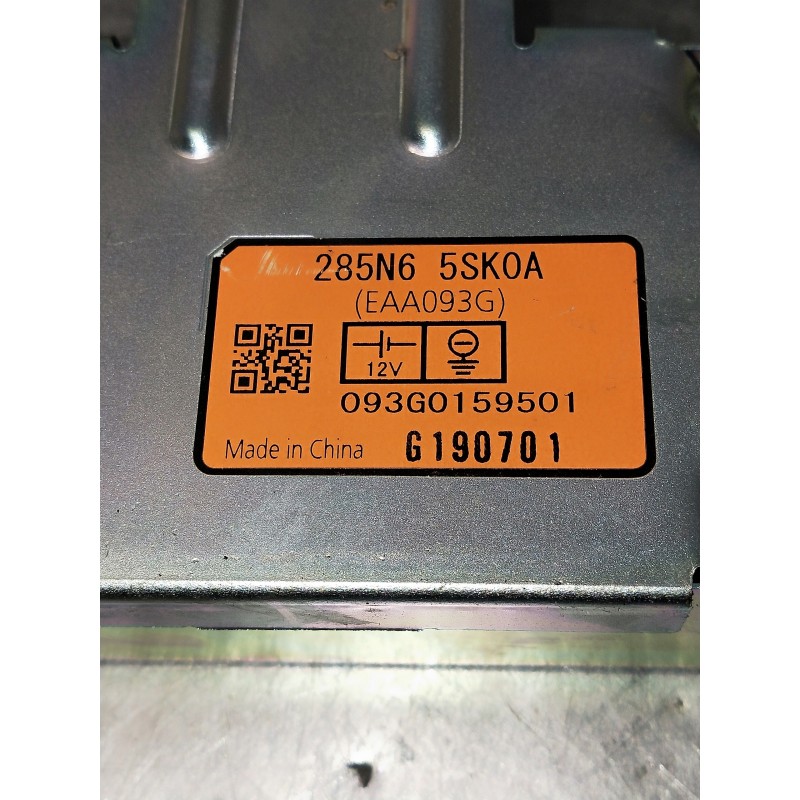 285N6 5SK0A
(EAA093G)
12V
093G0159501
Made in China G190701